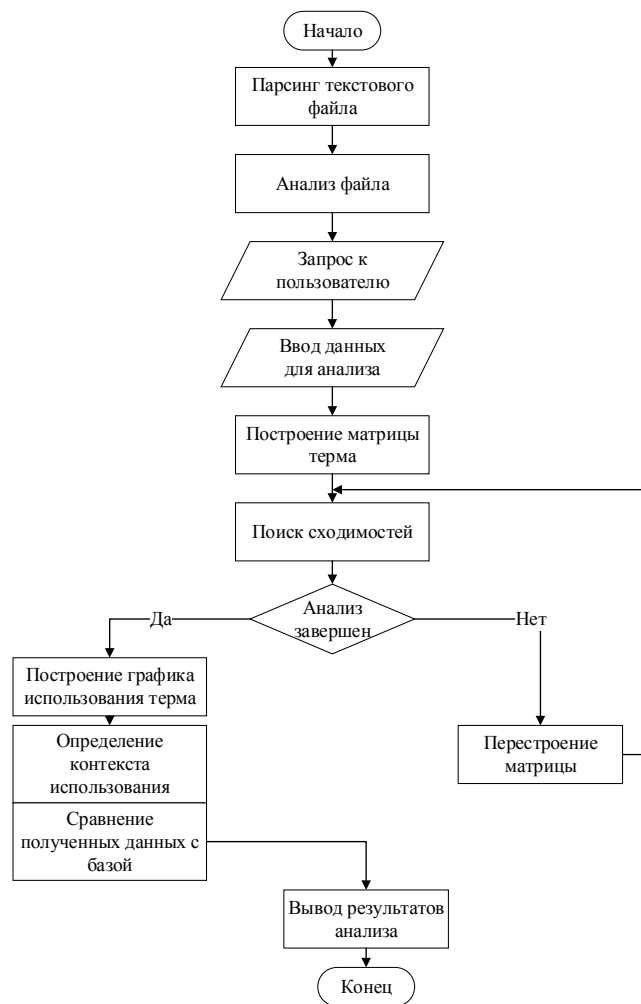 Начало
Парсинг текстового
файла
Анализ файла
Запрос к
пользователю
Ввод данных
для анализа
Построение матрицы
терма
Поиск сходимостей
Анализ
завершен
Да
Нет
Построение графика
использования терма
Определение
контекста
использования
Перестроение
матрицы
Сравнение
полученных данных с
базой
Вывод результатов
анализа
Конец